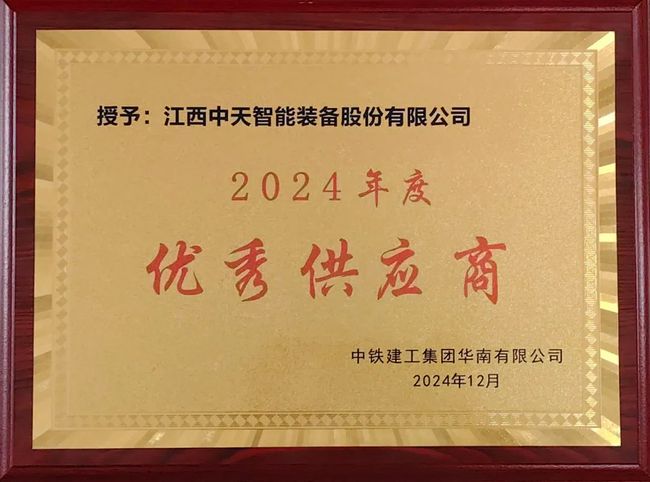 授予：江西中天智能装备股份有限公司
2024年度
优秀供应商
中铁建工集团华南有限公司
2024年12月